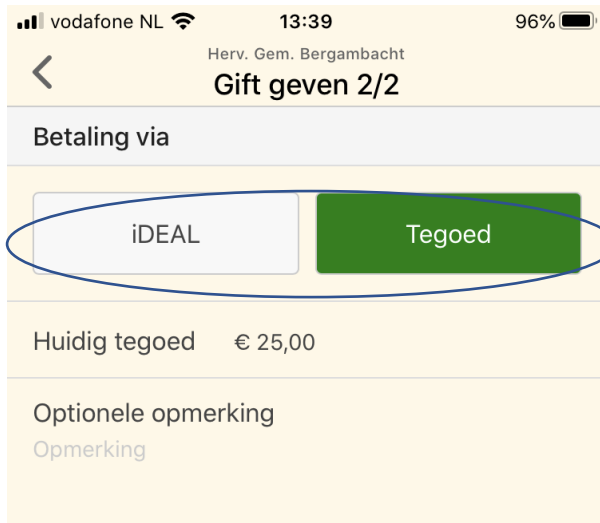 vodafone NL 13:39 96%
Herv. Gem. Bergambacht
Gift geven 2/2
Betaling via
iDEAL Tegoed
Huidig tegoed € 25,00
Optionele opmerking
Opmerking